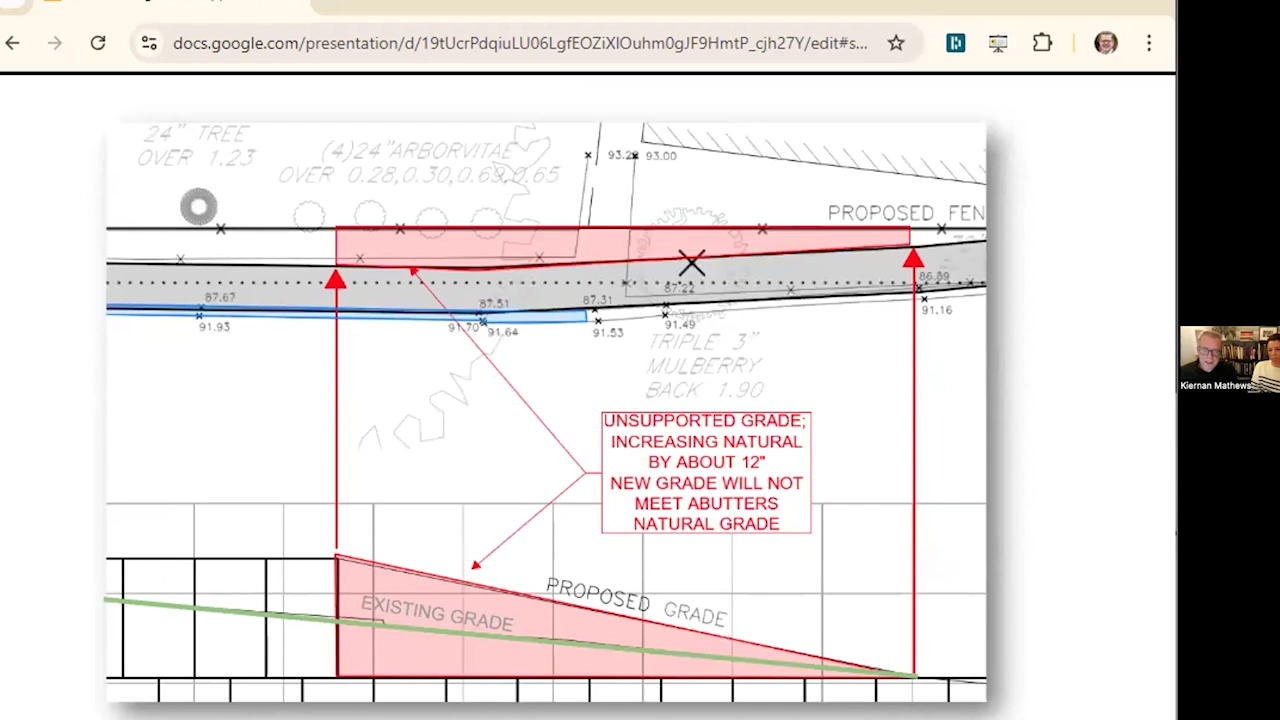 docs.google.com/presentation/d/19tUcrPdqiuLU06LgfEOZiXIOuhm0gJF9HmtP_cjh27Y/edit#s...
24" TREE
OVER 1.23
(4)24"ARBORVITAE
OVER 0.28,0.30,0.69,0.65
93.00
PROPOSED FEN
86.89
87.67
87.51
87.31
87.22
91.93
91.70
91.64
91.53
91.49
91.16
TRIPLE 3"
MULBERRY
BACK 1.90
UNSUPPORTED GRADE;
INCREASING NATURAL
BY ABOUT 12"
NEW GRADE WILL NOT
MEET ABUTTERS
NATURAL GRADE
PROPOSED GRADE
EXISTING GRADE
Kiernan Mathews